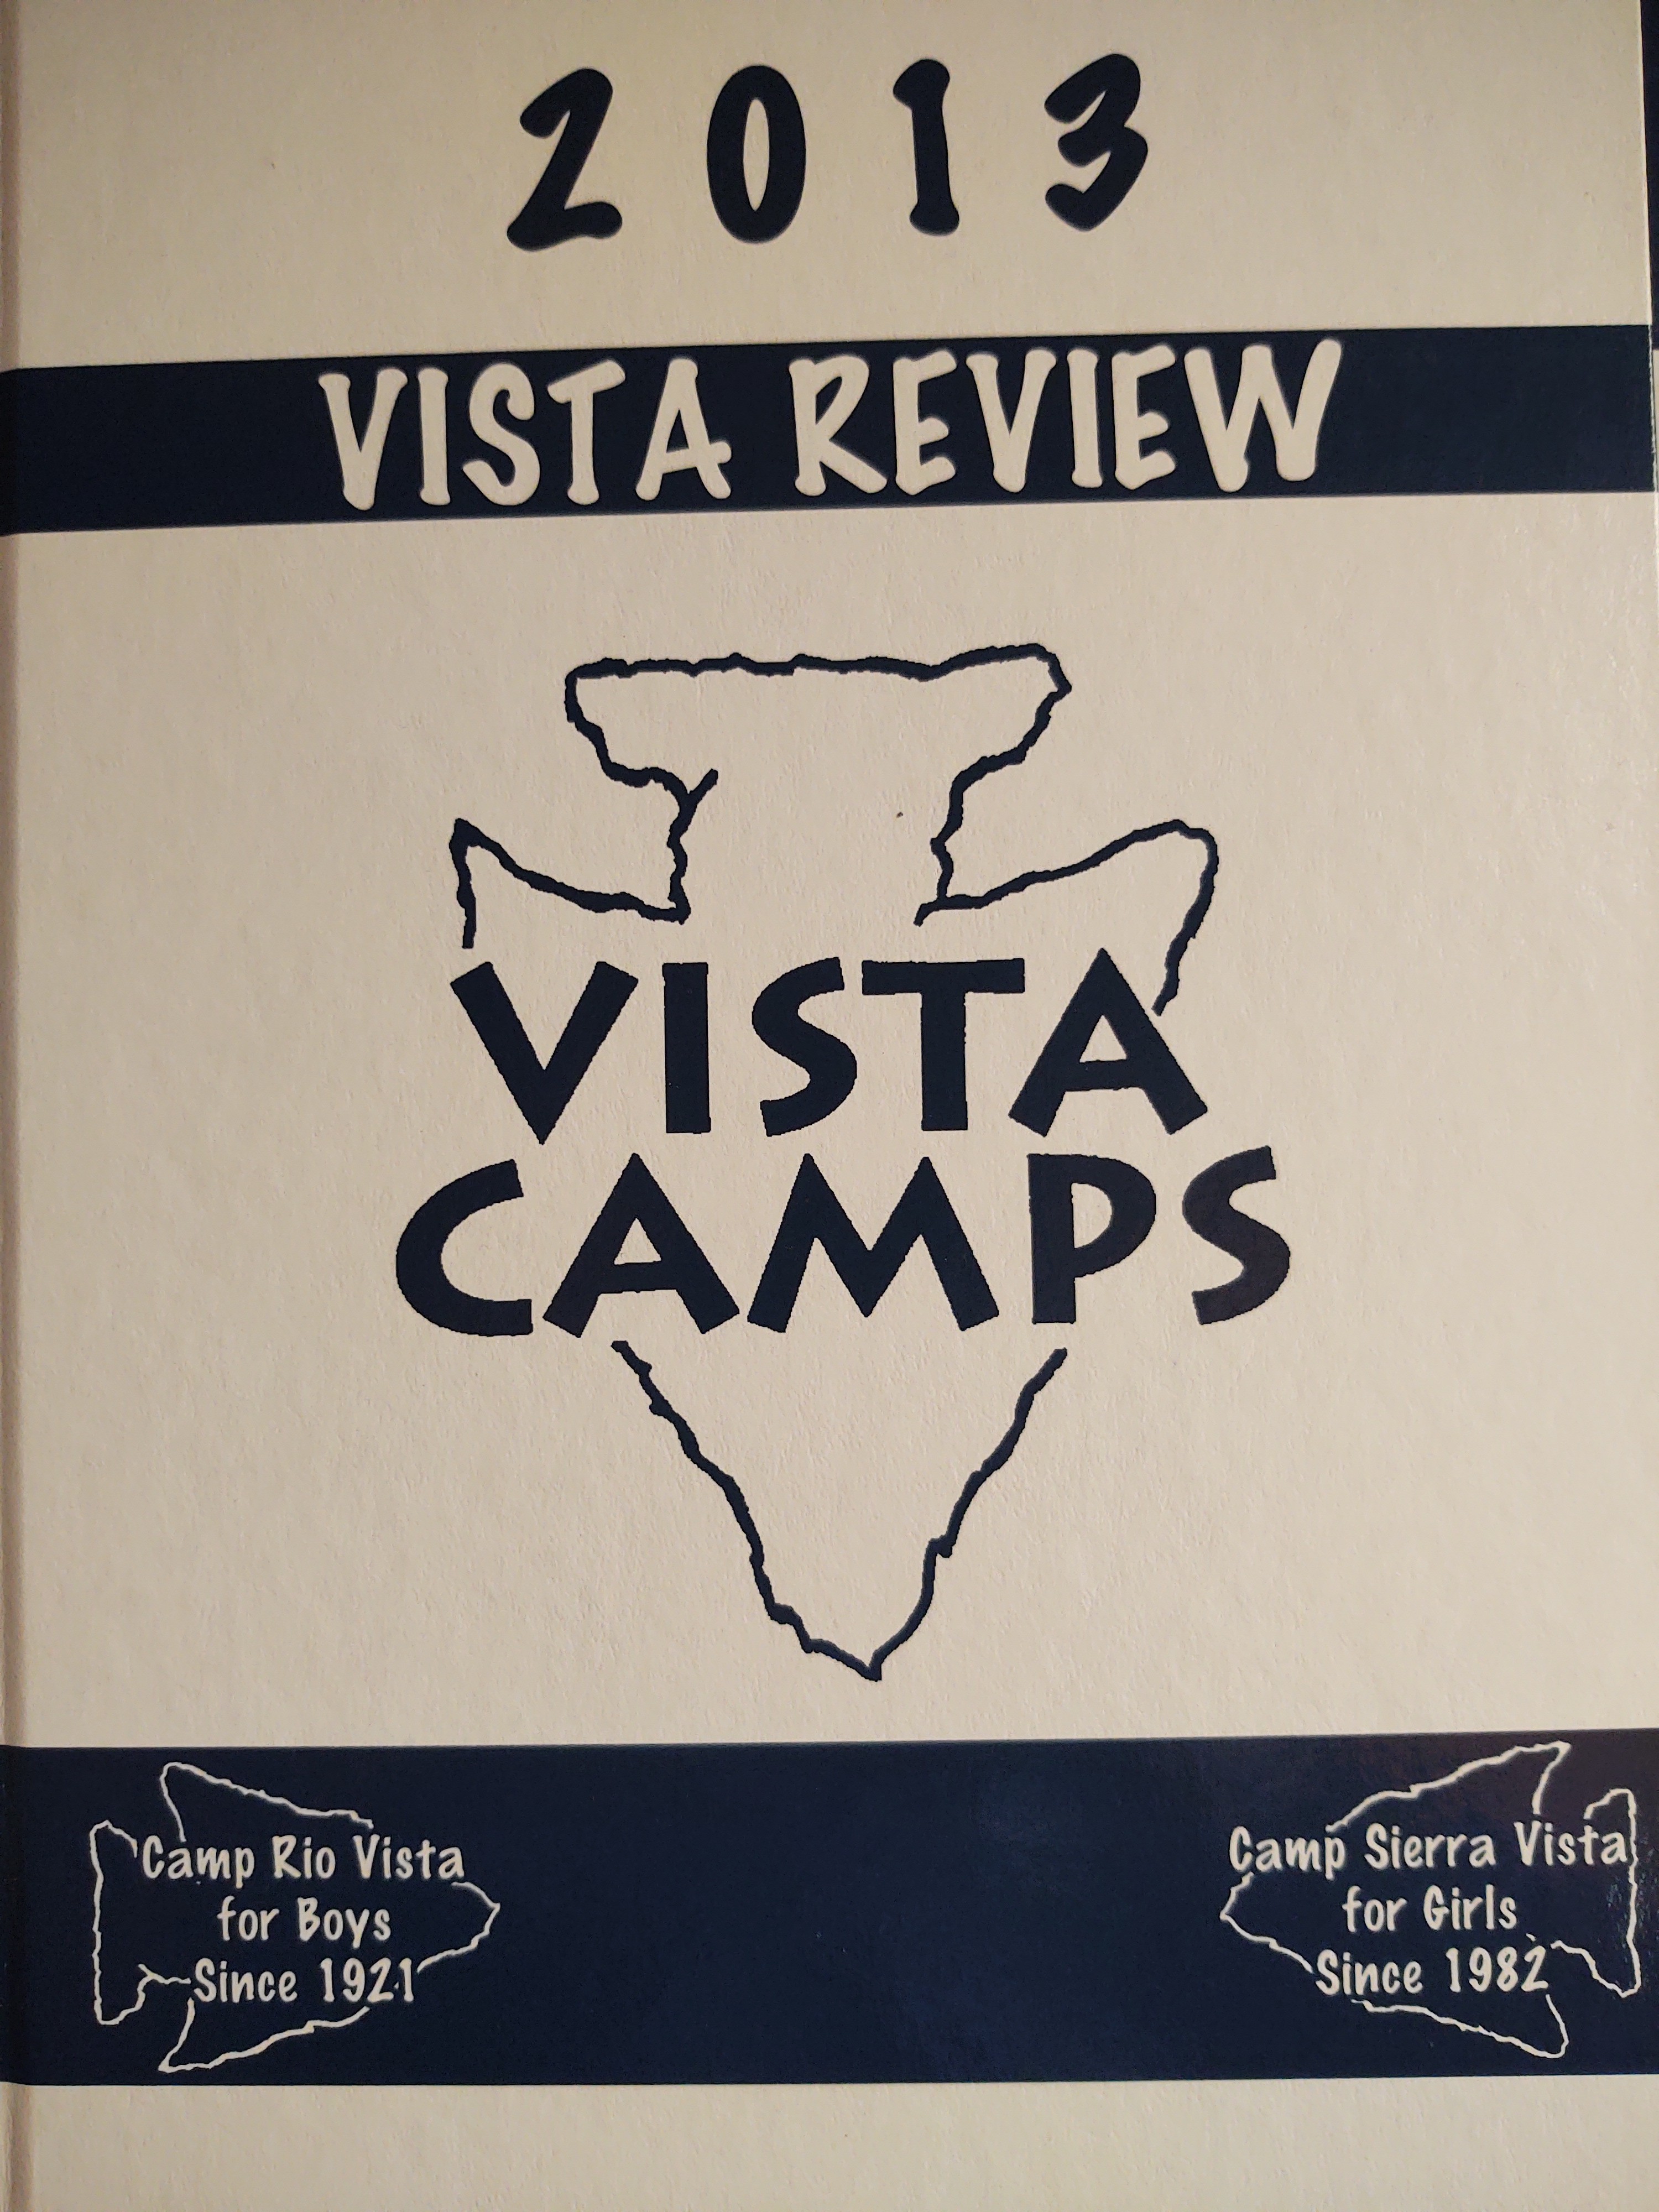 2013
VISTA REVIEW
VISTA
CAMPS
Camp Rio Vista
for Boys
Since 1921
Camp Sierra Vista
for Girls
Since 1982